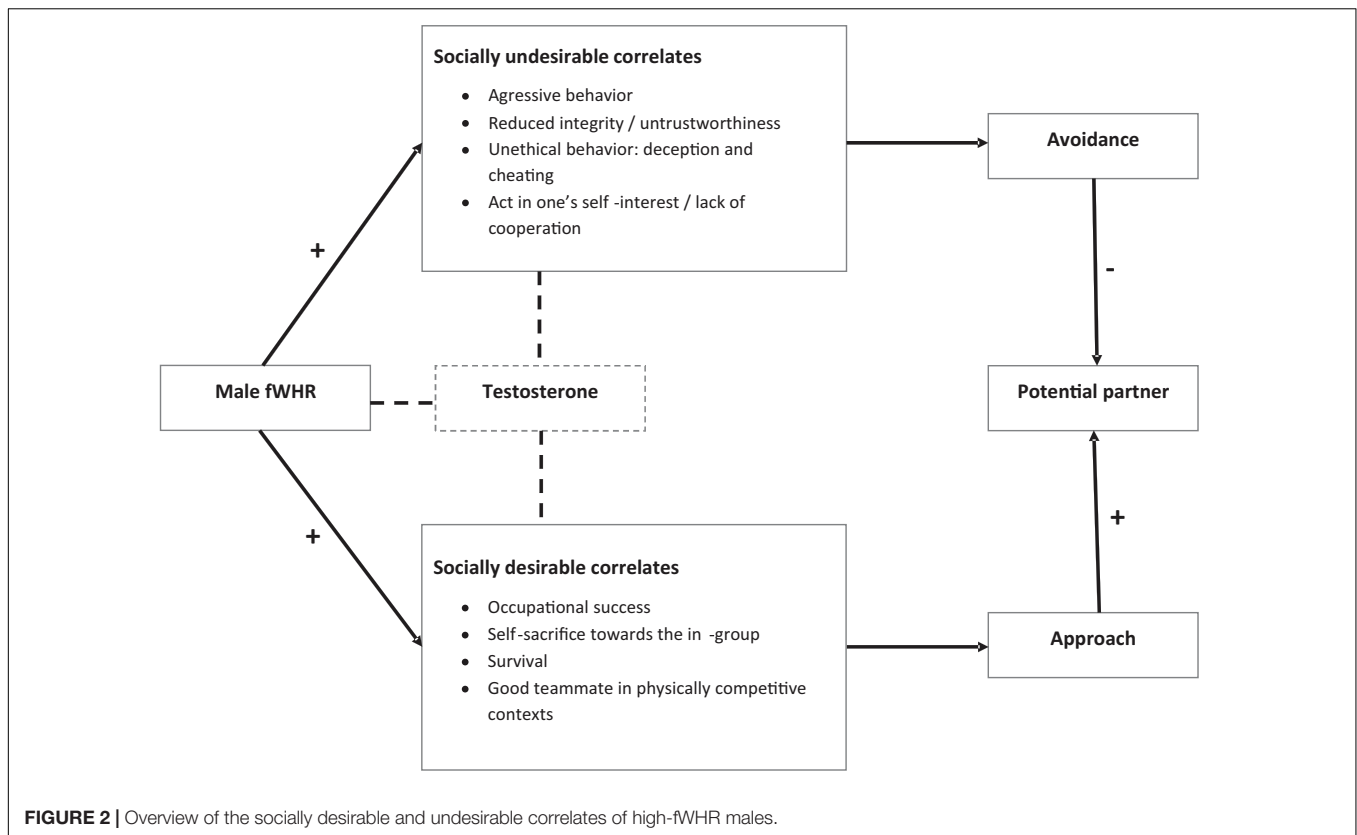 Socially undesirable correlates
• Agressive behavior
• Reduced integrity / untrustworthiness
• Unethical behavior: deception and
cheating
• Act in one's self -interest / lack of
cooperation
Avoidance
+
-
Male fWHR
Testosterone
Potential partner
+
+
Socially desirable correlates
• Occupational success
• Self-sacrifice towards the in -group
• Survival
• Good teammate in physically competitive
contexts
Approach
FIGURE 2 | Overview of the socially desirable and undesirable correlates of high-fWHR males.